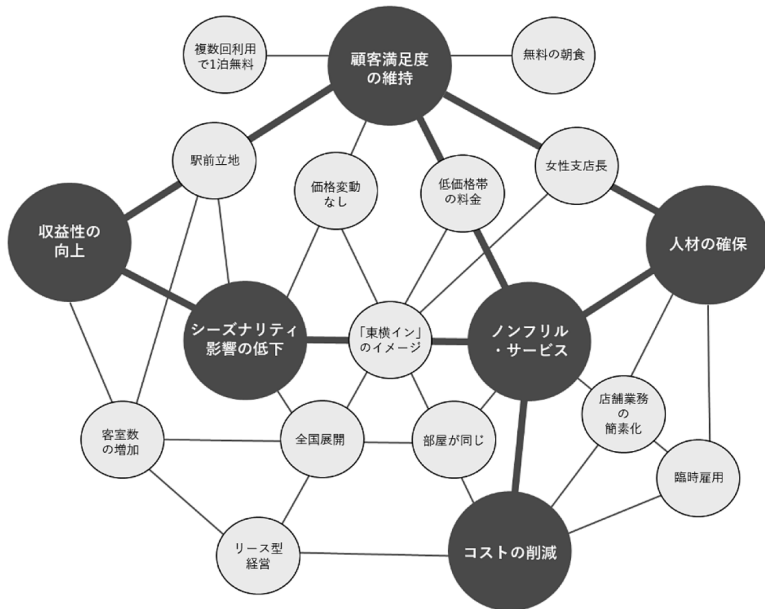 複数回利用
で1泊無料
顧客満足度
の維持
無料の朝食
駅前立地
価格変動
なし
低価格帯
の料金
女性支店長
収益性の
向上
人材の確保
シーズナリティ
影響の低下
「東横イン」
のイメージ
ノンフリル
・サービス
客室数
の増加
全国展開
部屋が同じ
店舗業務
の
簡素化
臨時雇用
リース型
経営
コストの削減